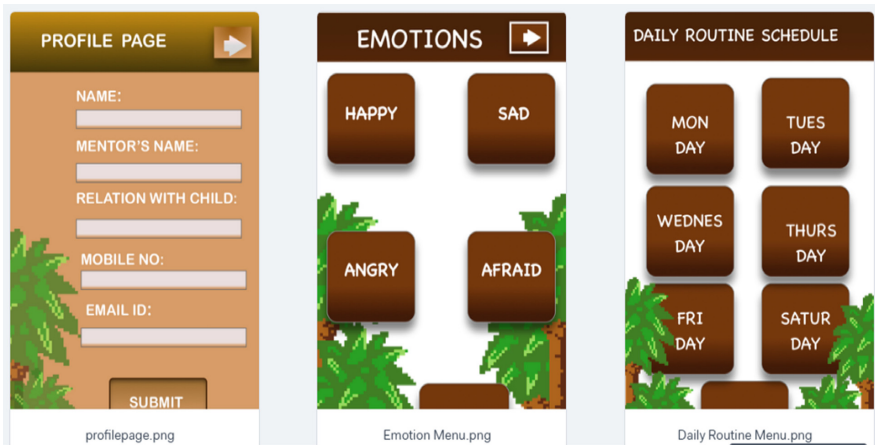 PROFILE PAGE
NAME:
MENTOR'S NAME:
RELATION WITH CHILD:
MOBILE NO:
EMAIL ID:
SUBMIT
profilepage.png
EMOTIONS
HAPPY
SAD
ANGRY
AFRAID
Emotion Menu.png
DAILY ROUTINE SCHEDULE
MON
DAY
TUES
DAY
WEDNES
DAY
THURS
DAY
FRI
DAY
SATUR
DAY
Daily Routine Menu.png